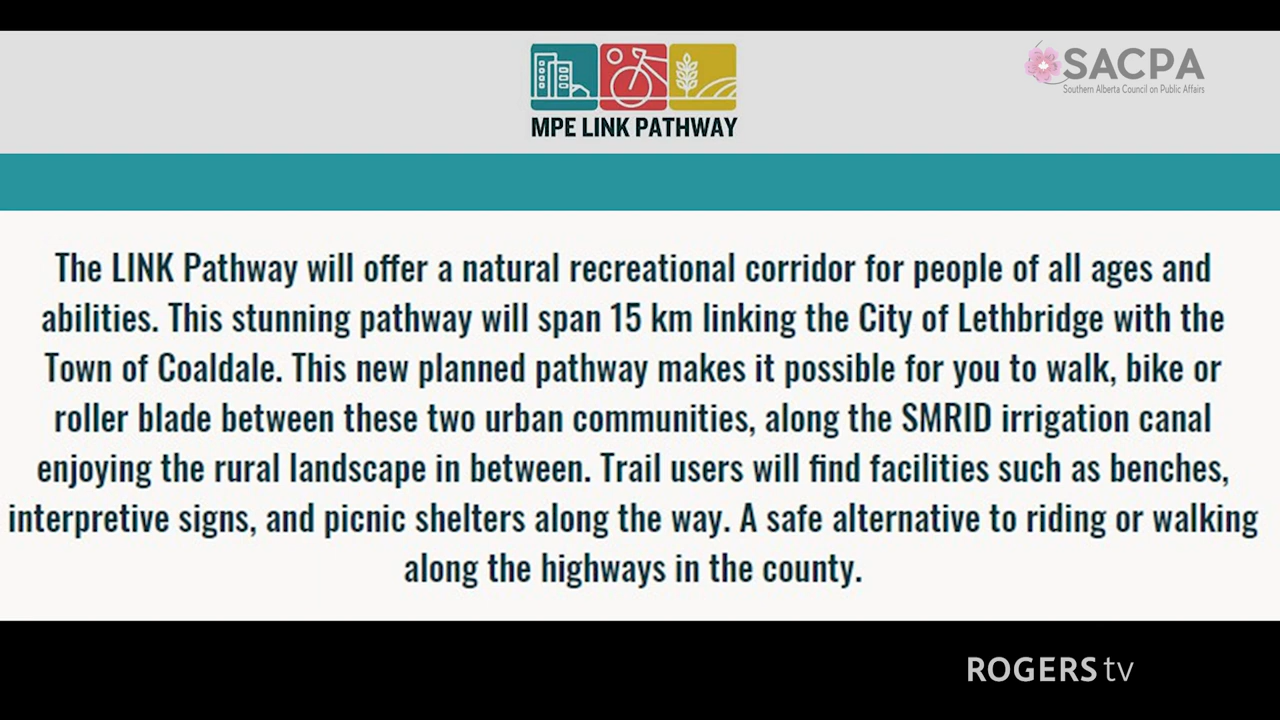 SACPA
Southern Alberta Council on Public Affairs
MPE LINK PATHWAY
The LINK Pathway will offer a natural recreational corridor for people of all ages and
abilities. This stunning pathway will span 15 km linking the City of Lethbridge with the
Town of Coaldale. This new planned pathway makes it possible for you to walk, bike or
roller blade between these two urban communities, along the SMRID irrigation canal
enjoying the rural landscape in between. Trail users will find facilities such as benches,
interpretive signs, and picnic shelters along the way. A safe alternative to riding or walking
along the highways in the county.
ROGERS tv